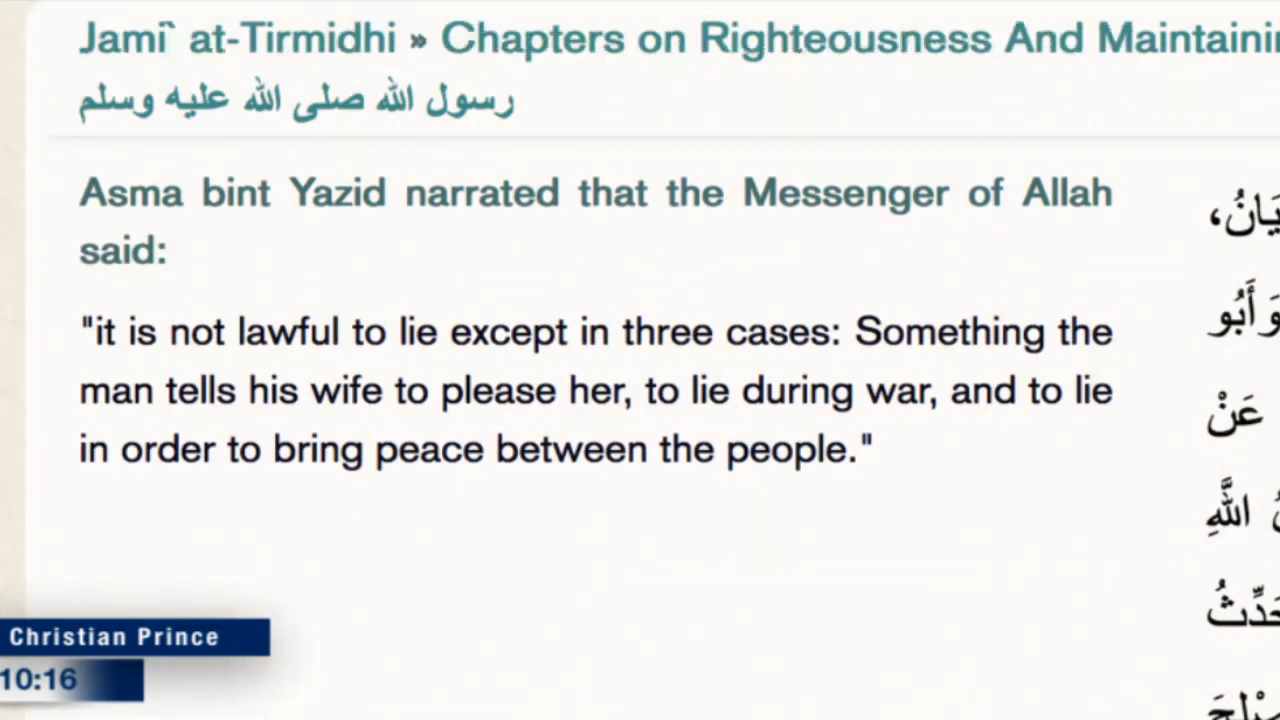 Jami` at-Tirmidhi » Chapters on Righteousness And
رسول الله صلى الله عليه وسلم
Asma bint Yazid narrated that the Messenger of Allah
said:
"it is not lawful to lie except in three cases: Something the
man tells his wife to please her, to lie during war, and to lie
in order to bring peace between the people."
عَنْ
Christian Prince
10:16